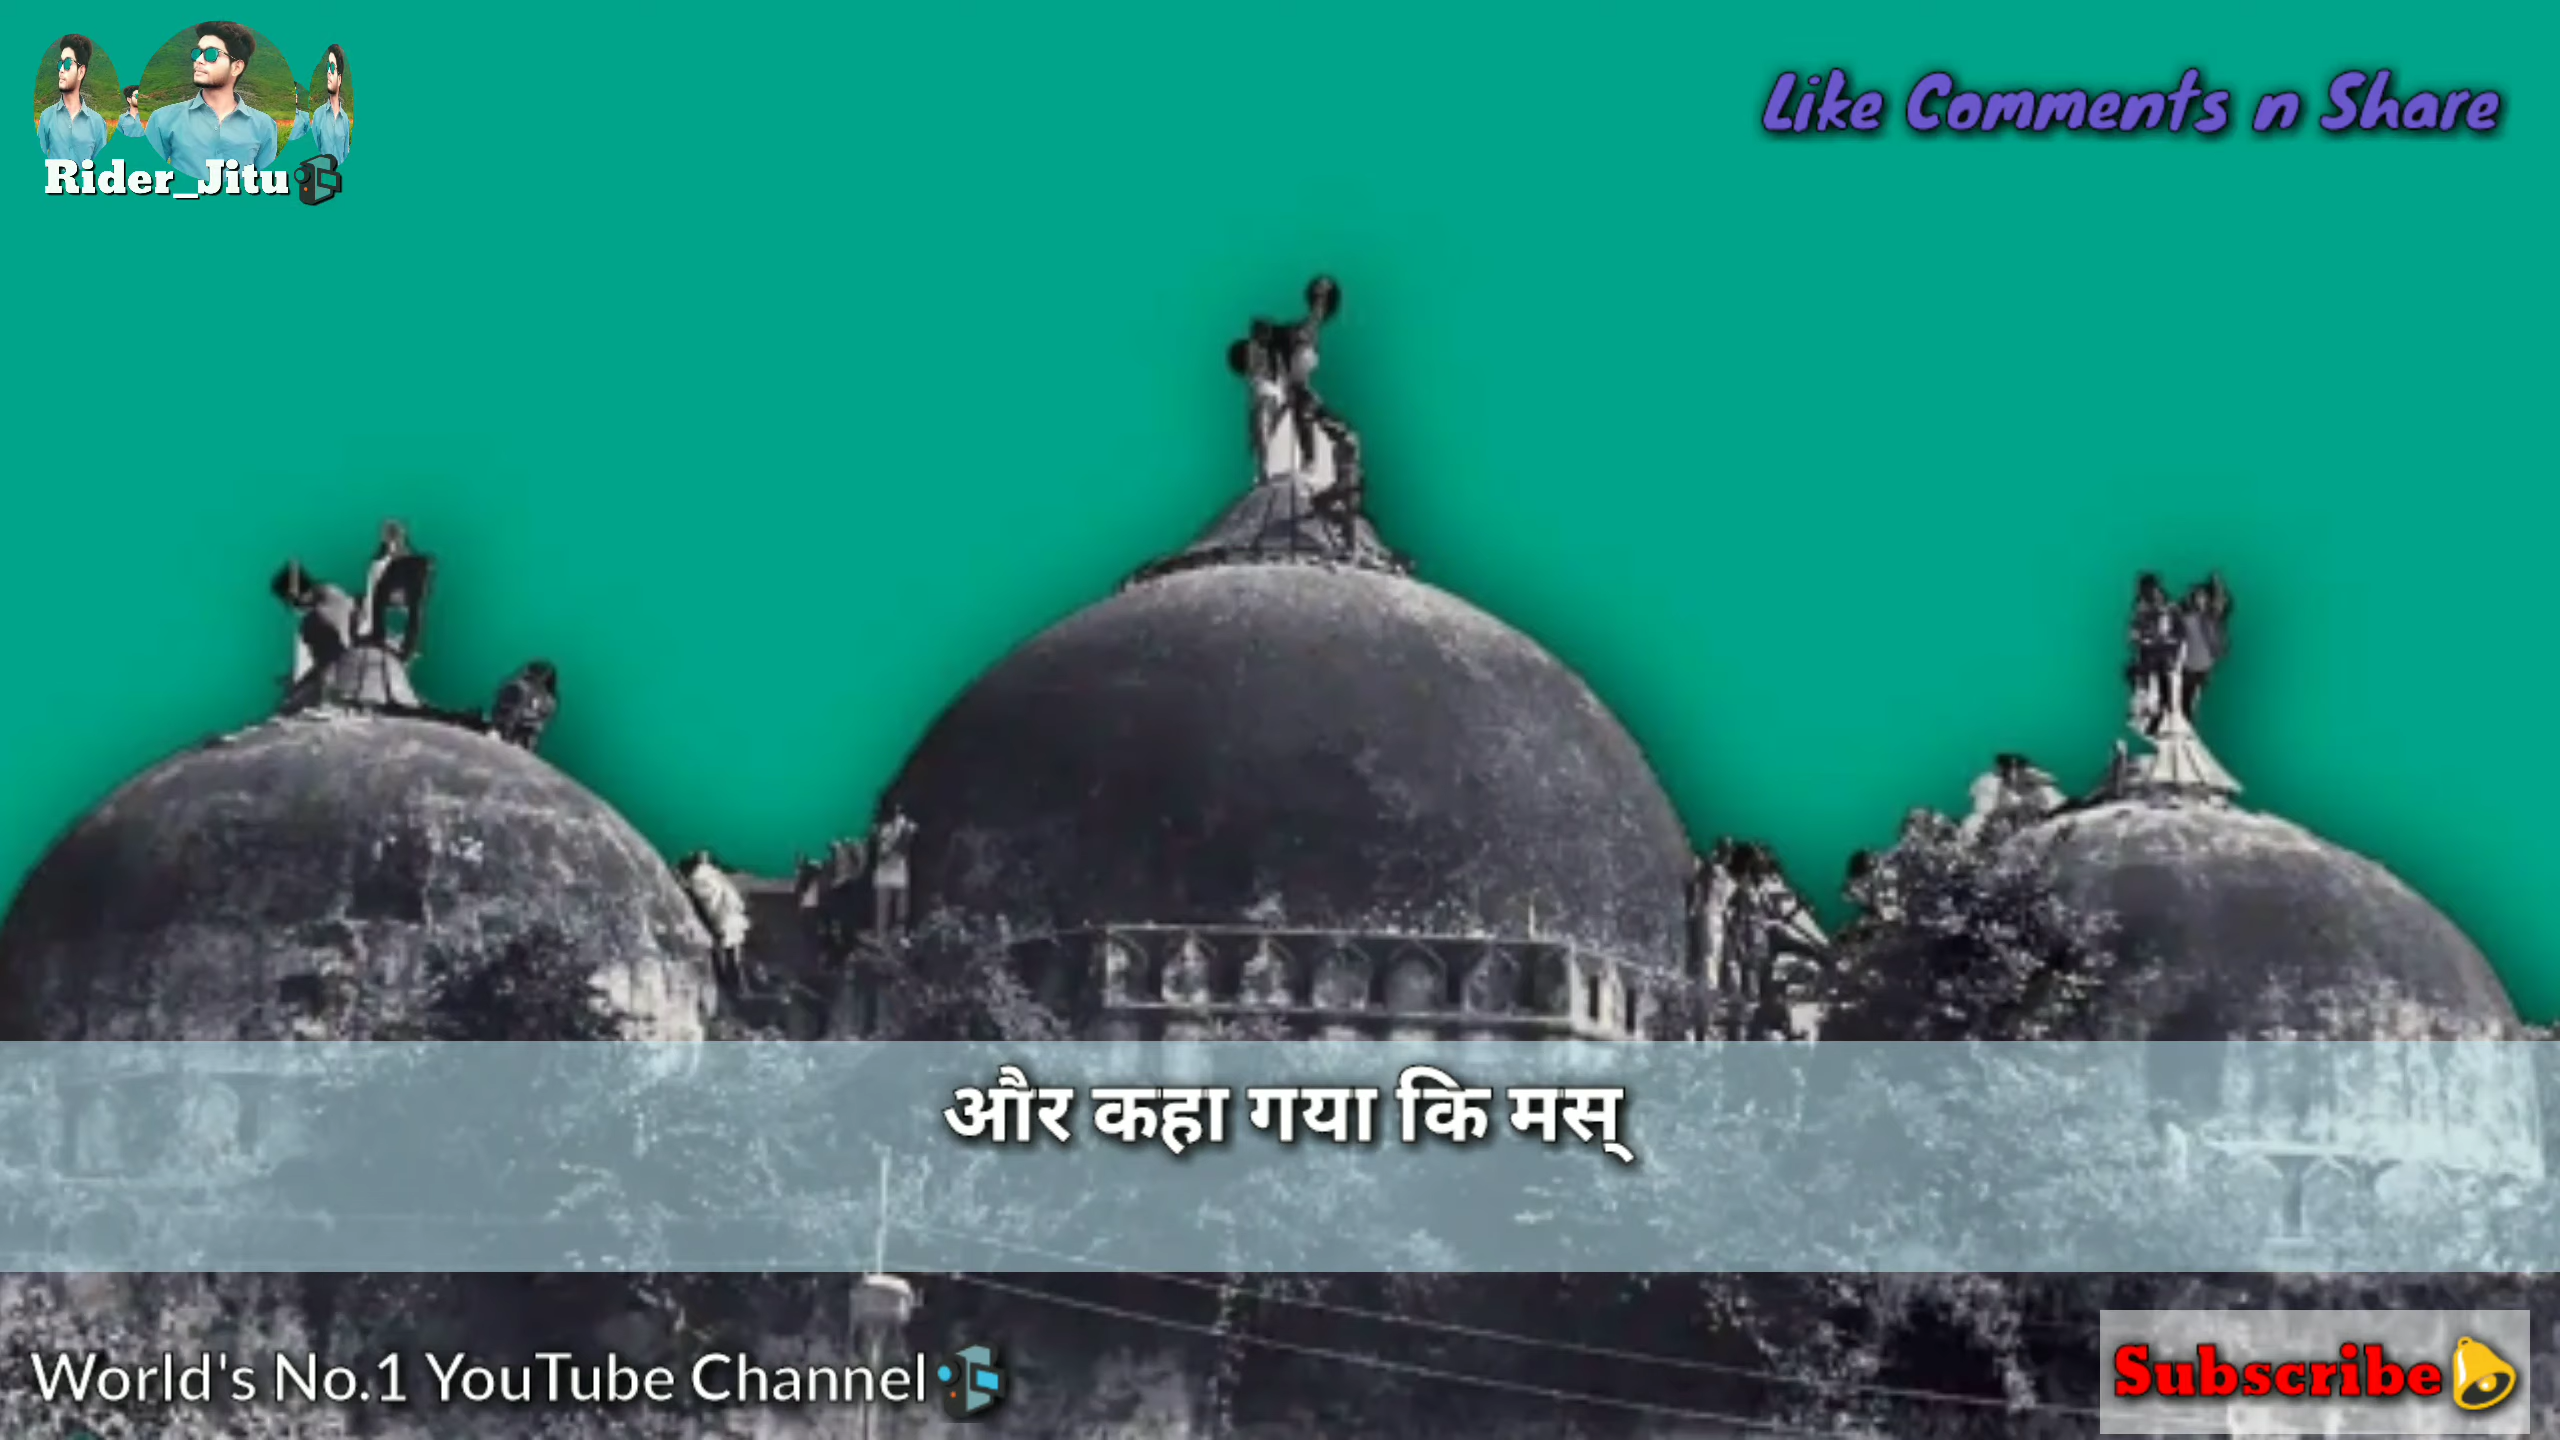 Rider_Jitu
Like Comments n Share
और कहा गया कि मस्
World's No.1 YouTube Channel
Subscribe